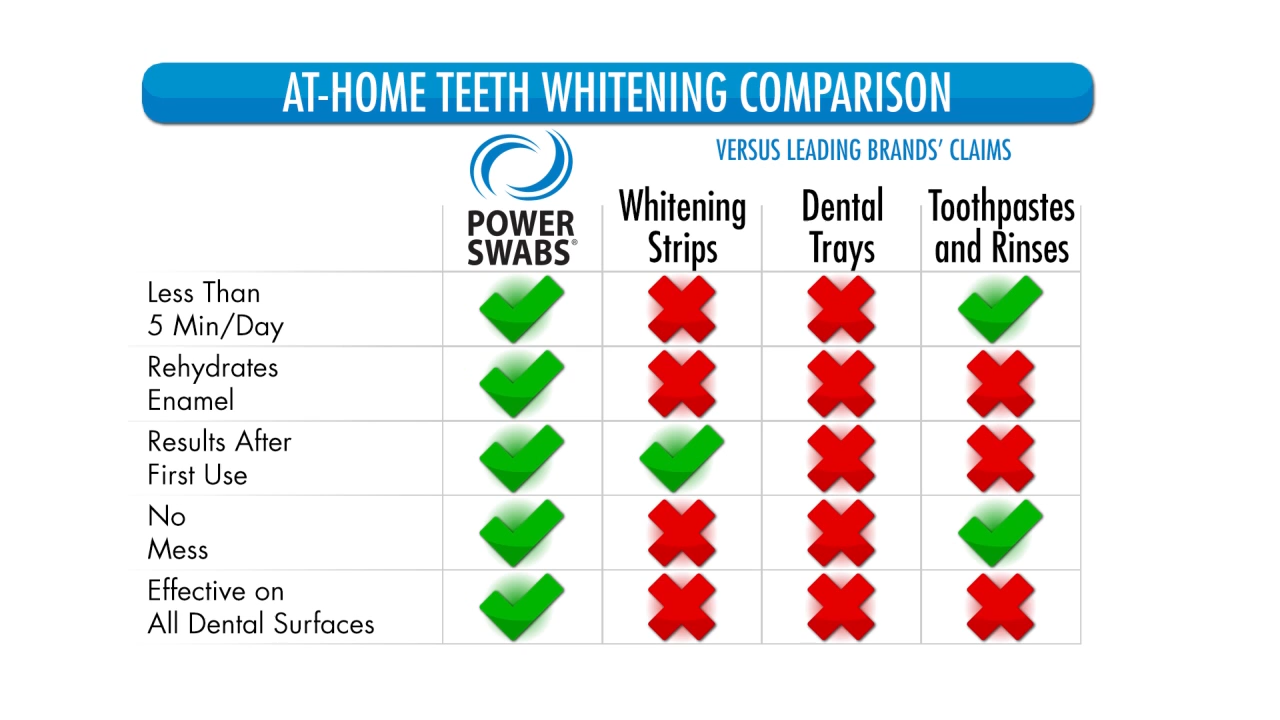 AT-HOME TEETH WHITENING COMPARISON
VERSUS LEADING BRANDS' CLAIMS
POWER
SWABS®
Whitening
Strips
Dental
Trays
Toothpastes
and Rinses
Less Than
5 Min/Day
Rehydrates
Enamel
Results After
First Use
No
Mess
Effective on
All Dental Surfaces